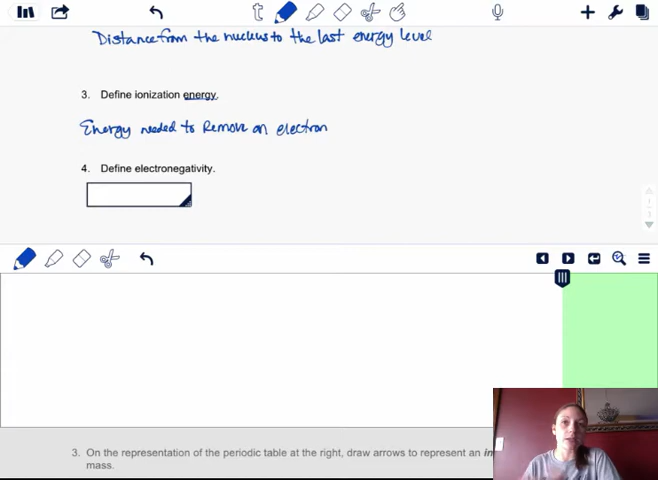 Distance from the nucleus to the last energy level
3. Define ionization energy.
Energy needed to Remove an electron
4. Define electronegativity.
3. On the representation of the periodic table at the right, draw arrows to represent an in
mass.